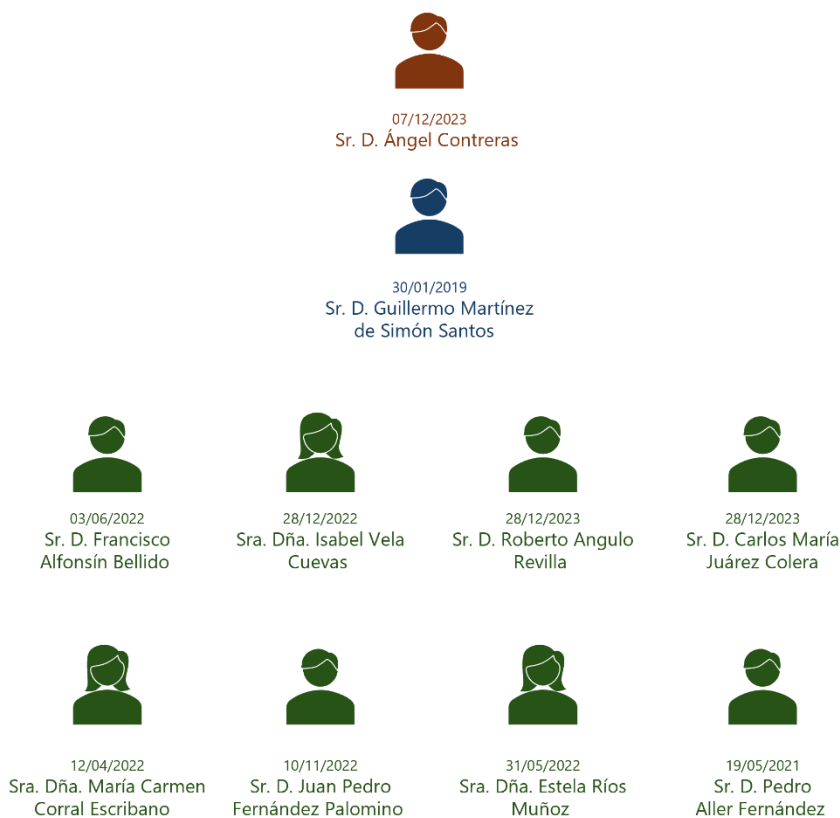 07/12/2023
Sr. D. Ángel Contreras
30/01/2019
Sr. D. Guillermo Martínez
de Simón Santos
03/06/2022
Sr. D. Francisco
Alfonsín Bellido
28/12/2022
Sra. Dña. Isabel Vela
Cuevas
28/12/2023
Sr. D. Roberto Angulo
Revilla
28/12/2023
Sr. D. Carlos María
Juárez Colera
12/04/2022
Sra. Dña. María Carmen
Corral Escribano
10/11/2022
Sr. D. Juan Pedro
Fernández Palomino
31/05/2022
Sra. Dña. Estela Ríos
Muñoz
19/05/2021
Sr. D. Pedro
Aller Fernández